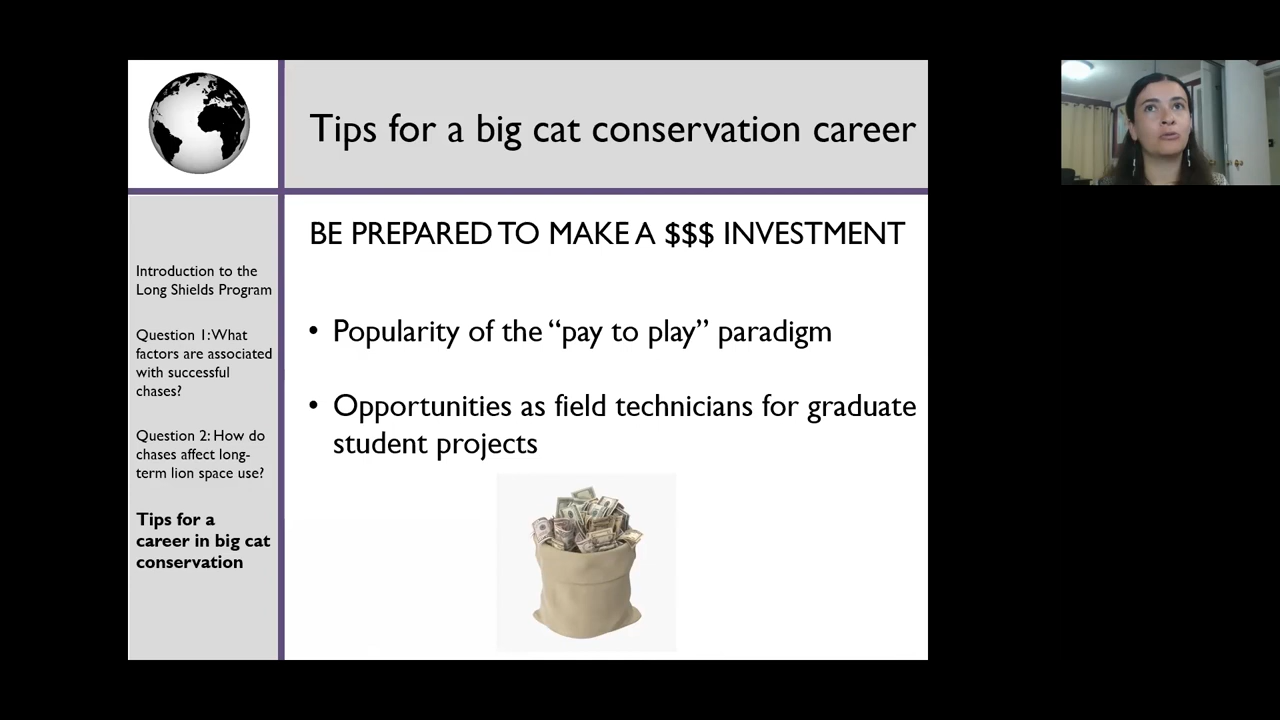 Tips for a big cat conservation career
BE PREPARED TO MAKE A $$$ INVESTMENT
• Popularity of the “pay to play” paradigm
• Opportunities as field technicians for graduate
student projects
Introduction to the
Long Shields Program
Question 1: What
factors are associated
with successful
chases?
Question 2: How do
chases affect long-
term lion space use?
Tips for a
career in big cat
conservation